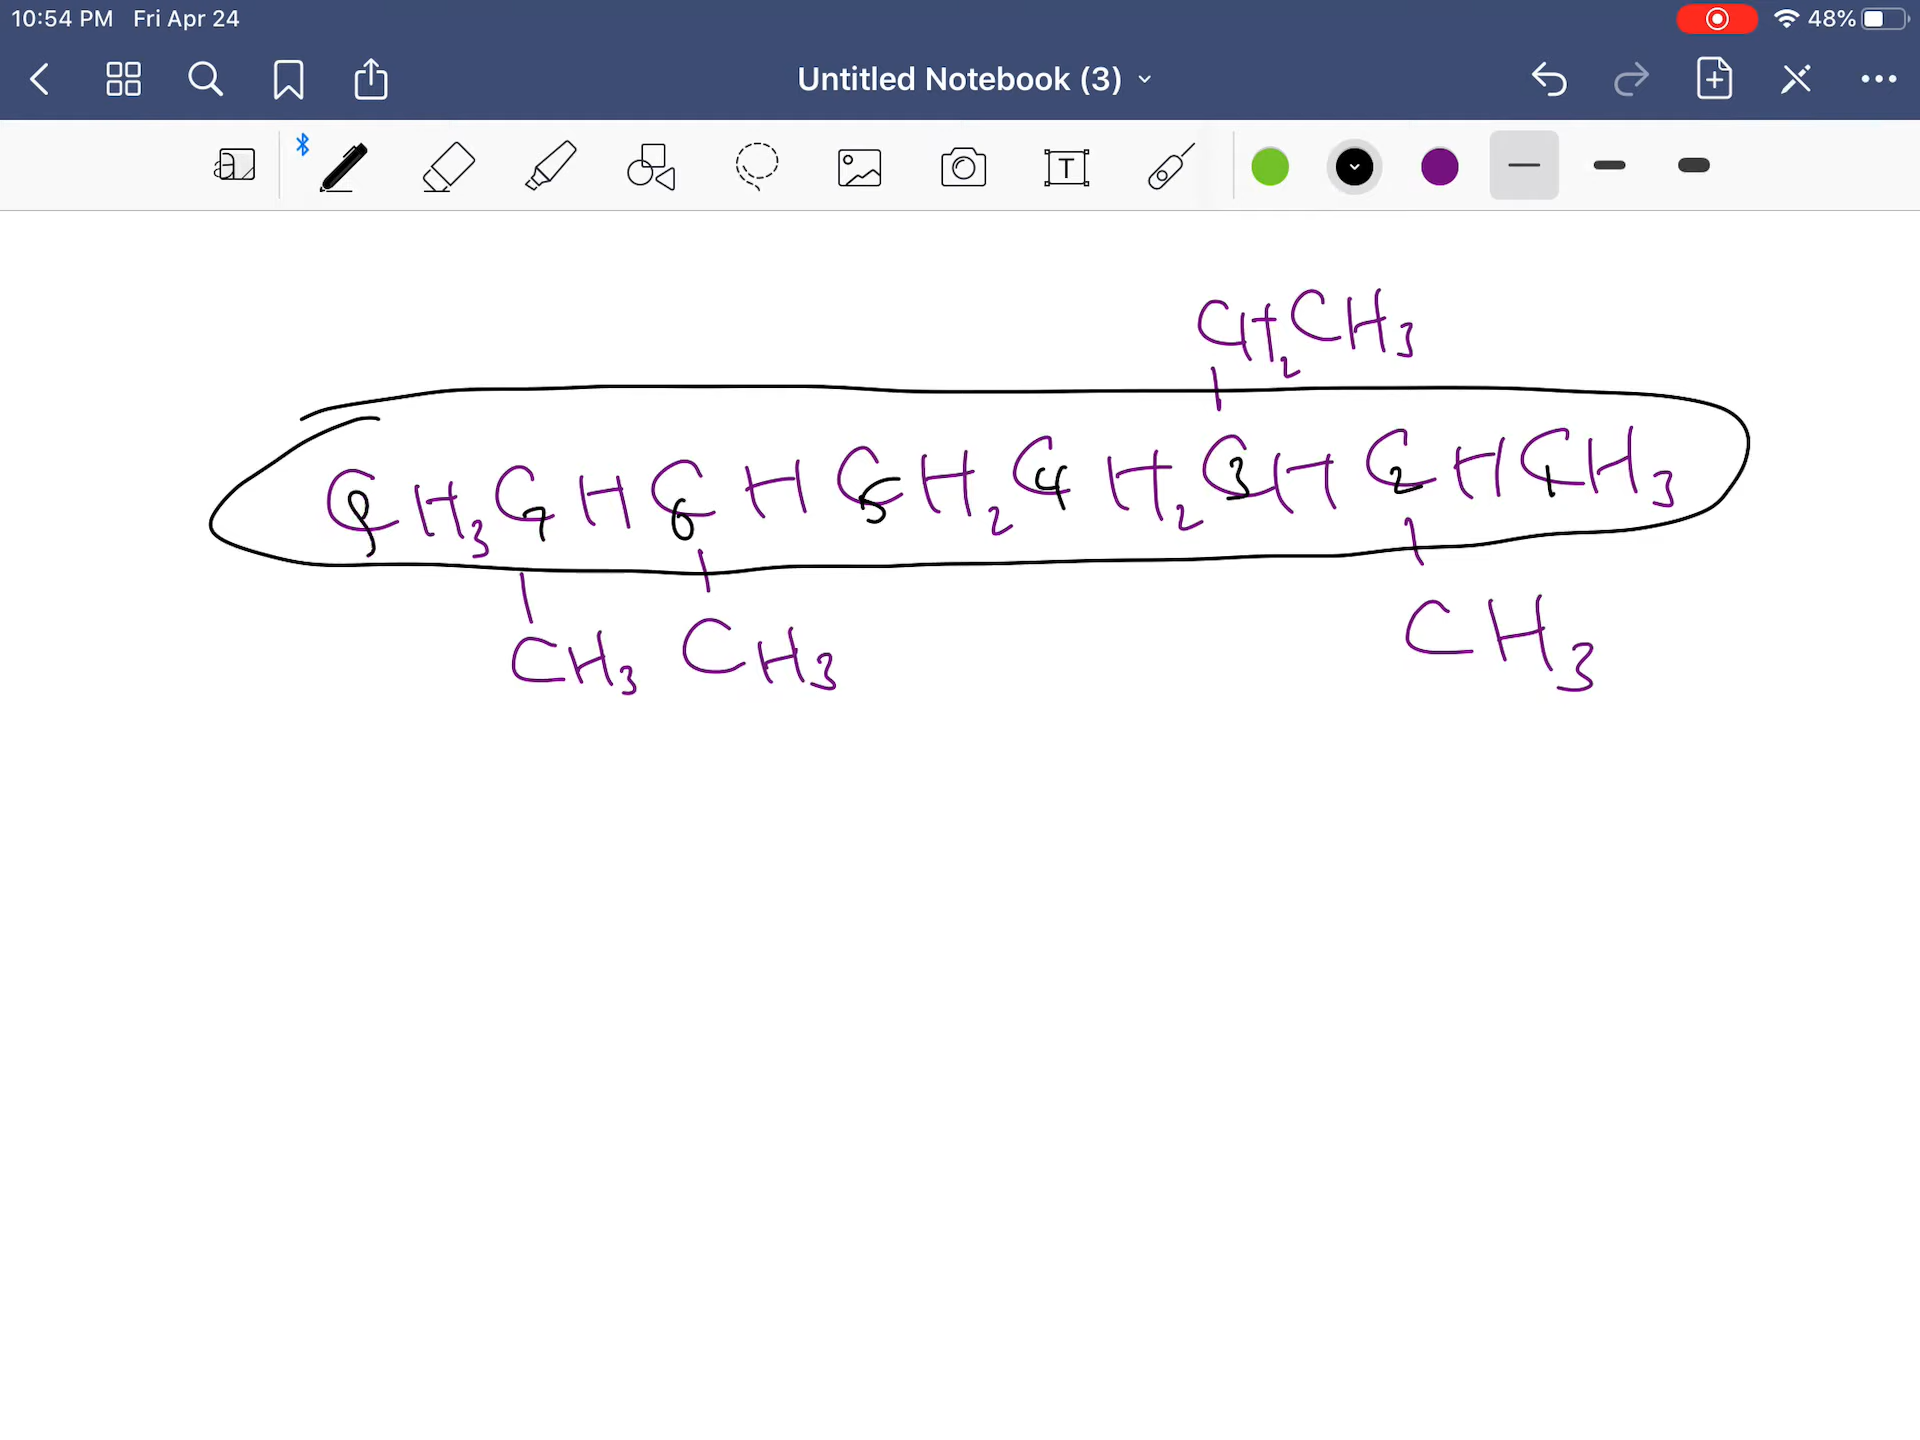 10:54 PM Fri Apr 24
48%
Untitled Notebook (3)
T
CH₂CH₃
CH₃CHCHCH₂CH₂CHCHCH₃
8 7 6 5 4 3 2 1
CH₃ CH₃ CH₃